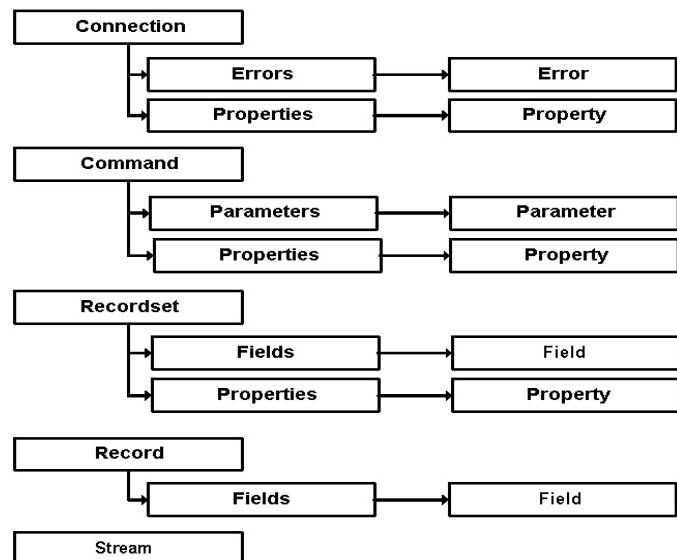 Connection
Errors Error
Properties Property
Command
Parameters Parameter
Properties Property
Recordset
Fields Field
Properties Property
Record
Fields Field
Stream